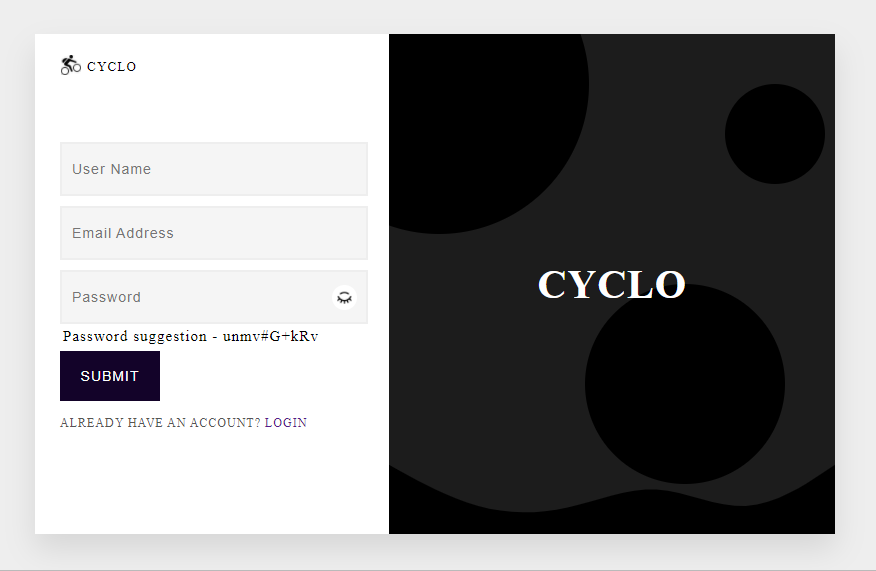 CYCLO
User Name
Email Address
Password
Password suggestion - unmv#G+kRv
SUBMIT
ALREADY HAVE AN ACCOUNT? LOGIN
CYCLO